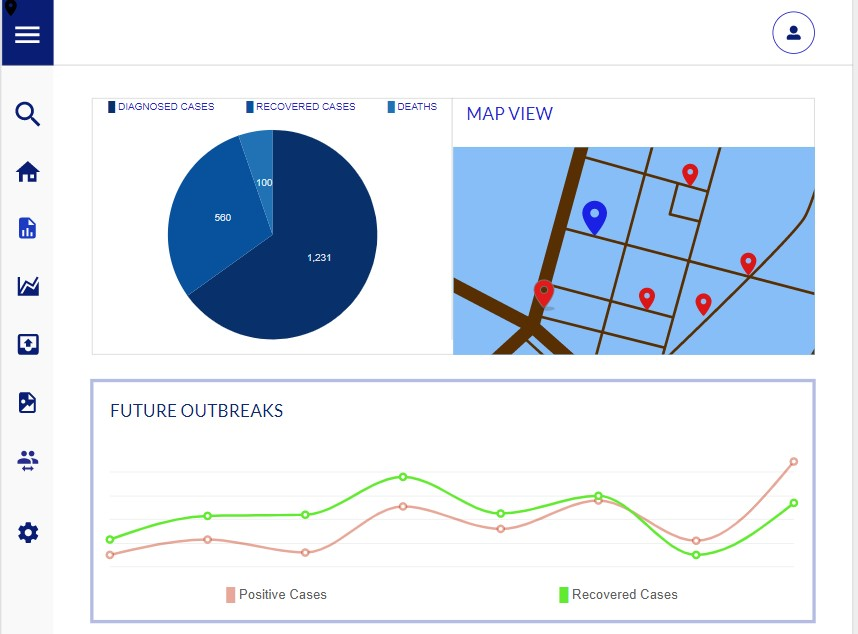 DIAGNOSED CASES
RECOVERED CASES
DEATHS
100
560
1,231
MAP VIEW
FUTURE OUTBREAKS
Positive Cases
Recovered Cases